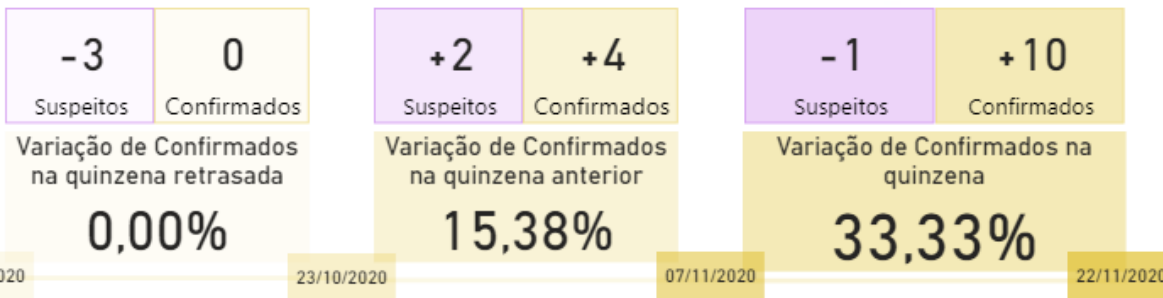 -3
Suspeitos
0
Confirmados
Variação de Confirmados
na quinzena retrasada
0,00%
+2
Suspeitos
+4
Confirmados
Variação de Confirmados
na quinzena anterior
15,38%
-1
Suspeitos
+10
Confirmados
Variação de Confirmados na
quinzena
33,33%
020
23/10/2020
07/11/2020
22/11/2020